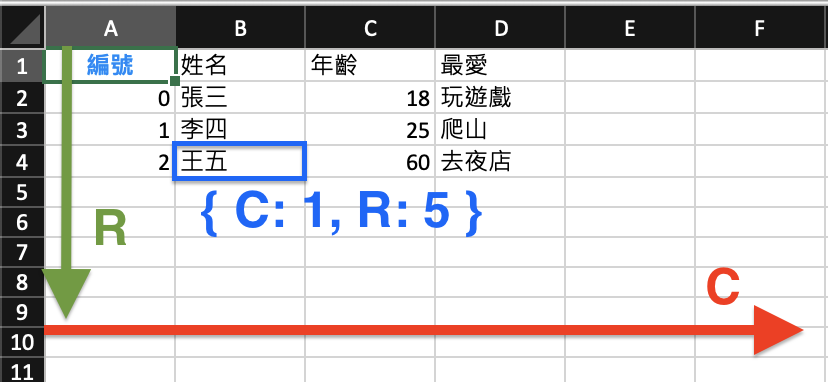 A B C D E F
1 編號 姓名 年齡 最愛
2 0 張三 18 玩遊戲
3 1 李四 25 爬山
4 2 王五 60 去夜店
5
{ C: 1, R: 5 }
6
R
7
8
C
9
10
11